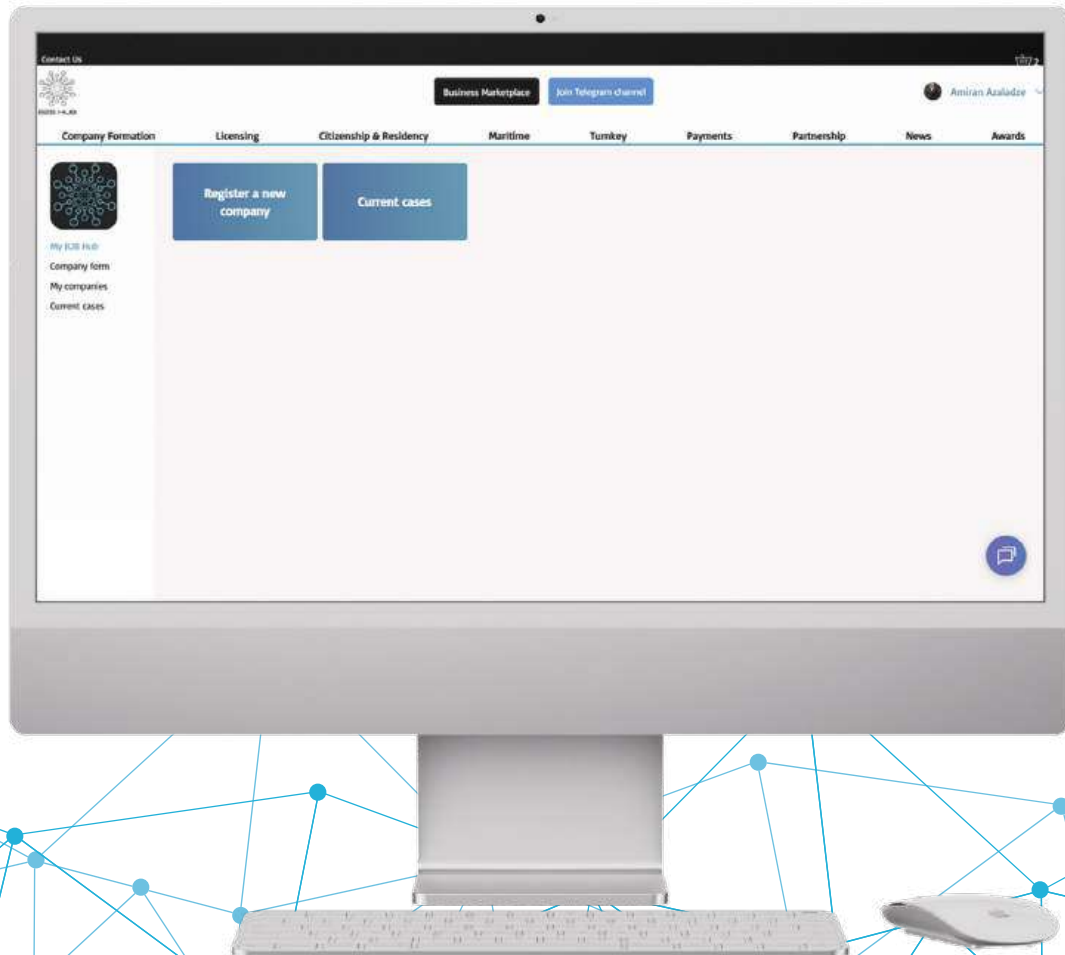 Contact Us
2
Business Marketplace
Join Telegram channel
Amiran Azaladze
Company Formation
Licensing
Citizenship & Residency
Maritime
Turnkey
Payments
Partnership
News
Awards
Register a new
company
Current cases
My B2B Hub
Company form
My companies
Current cases